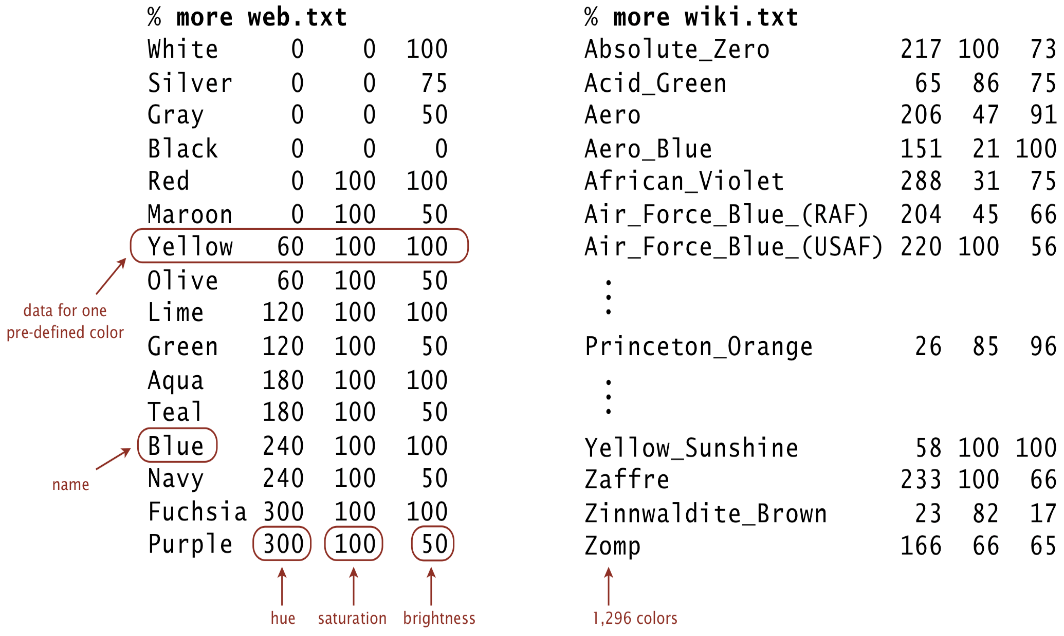 % more web.txt
White 0 0 100
Silver 0 0 75
Gray 0 0 50
Black 0 0 0
Red 0 100 100
Maroon 0 100 50
Yellow 60 100 100
Olive 60 100 50
Lime 120 100 100
Green 120 100 50
Aqua 180 100 100
Teal 180 100 50
Blue 240 100 100
Navy 240 100 50
Fuchsia 300 100 100
Purple 300 100 50
data for one
pre-defined color
name
hue saturation brightness
% more wiki.txt
Absolute_Zero 217 100 73
Acid_Green 65 86 75
Aero 206 47 91
Aero_Blue 151 21 100
African_Violet 288 31 75
Air_Force_Blue_(RAF) 204 45 66
Air_Force_Blue_(USAF) 220 100 56
Princeton_Orange 26 85 96
Yellow_Sunshine 58 100 100
Zaffre 233 100 66
Zinnwaldite_Brown 23 82 17
Zomp 166 66 65
1,296 colors